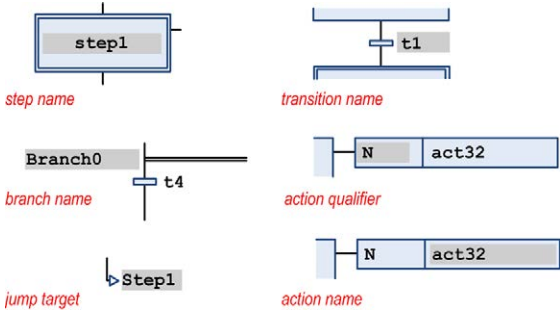 step1
step name
t1
transition name
Branch0
t4
branch name
N act32
action qualifier
Step1
jump target
N act32
action name